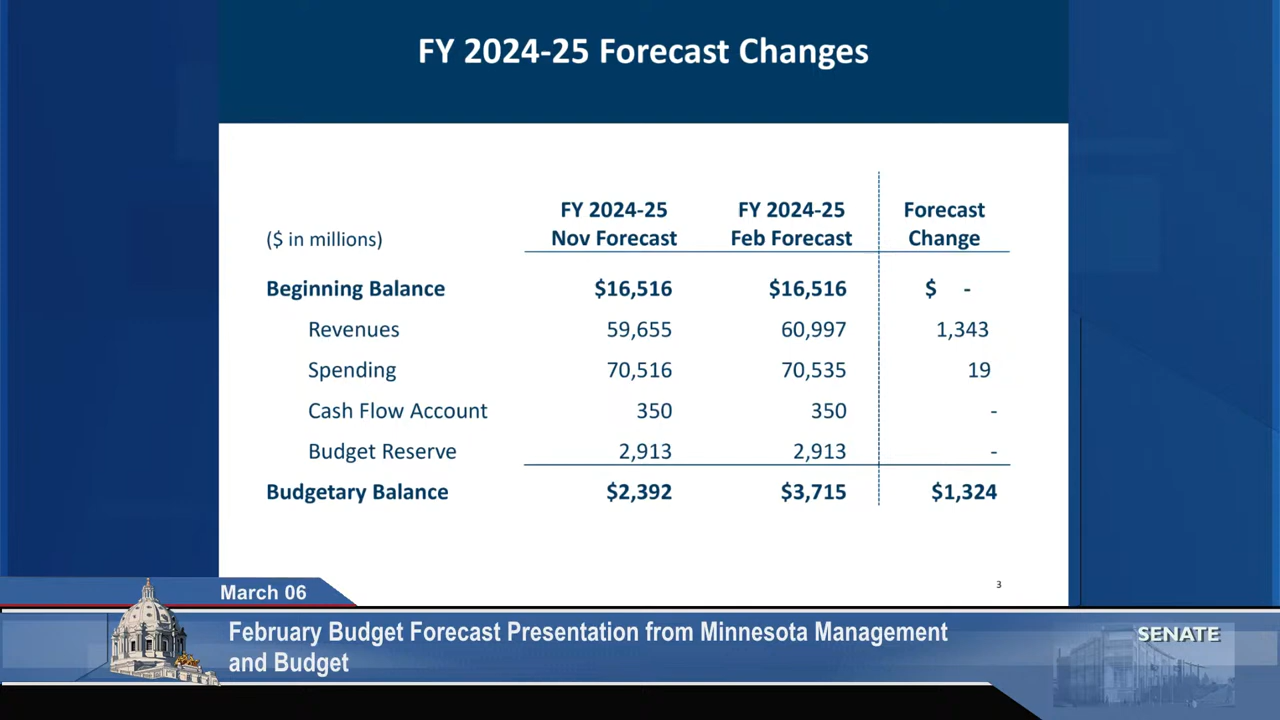 FY 2024-25 Forecast Changes
($ in millions) FY 2024-25 Nov Forecast FY 2024-25 Feb Forecast Forecast Change
Beginning Balance $16,516 $16,516 $ -
Revenues 59,655 60,997 1,343
Spending 70,516 70,535 19
Cash Flow Account 350 350 -
Budget Reserve 2,913 2,913 -
Budgetary Balance $2,392 $3,715 $1,324
3
March 06
February Budget Forecast Presentation from Minnesota Management
and Budget
SENATE